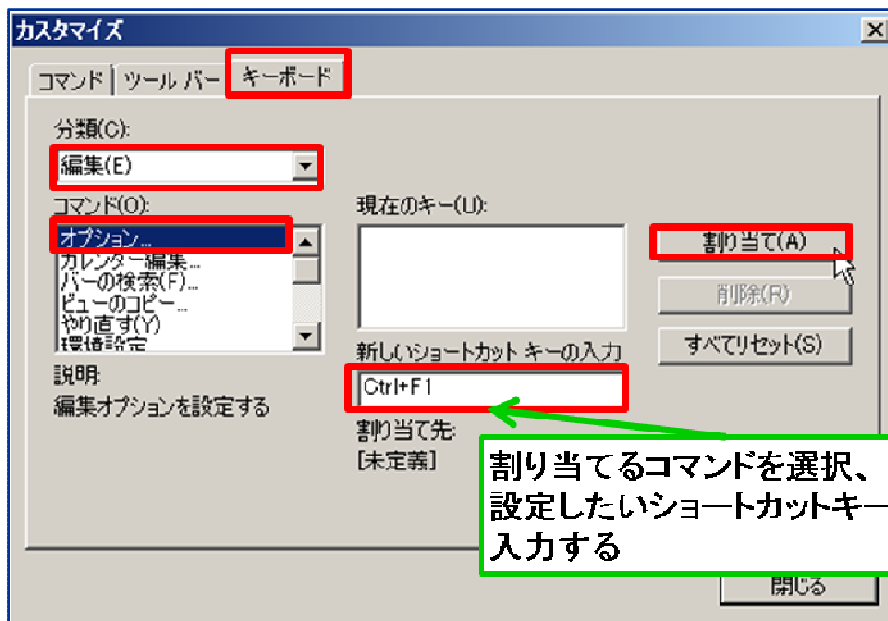 カスタマイズ
コマンド ツール バー キーボード
分類(C):
編集(E)
コマンド(O):
オプション...
カレンダー編集...
バーの検索(F)...
ビューのコピー...
やり直す(Y)
環境設定
現在のキー(U):
新しいショートカット キーの入力
Ctrl+F1
割り当て先:
[未定義]
割り当て(A)
削除(R)
すべてリセット(S)
説明:
編集オプションを設定する
割り当てるコマンドを選択、
設定したいショートカットキー
入力する
閉じる